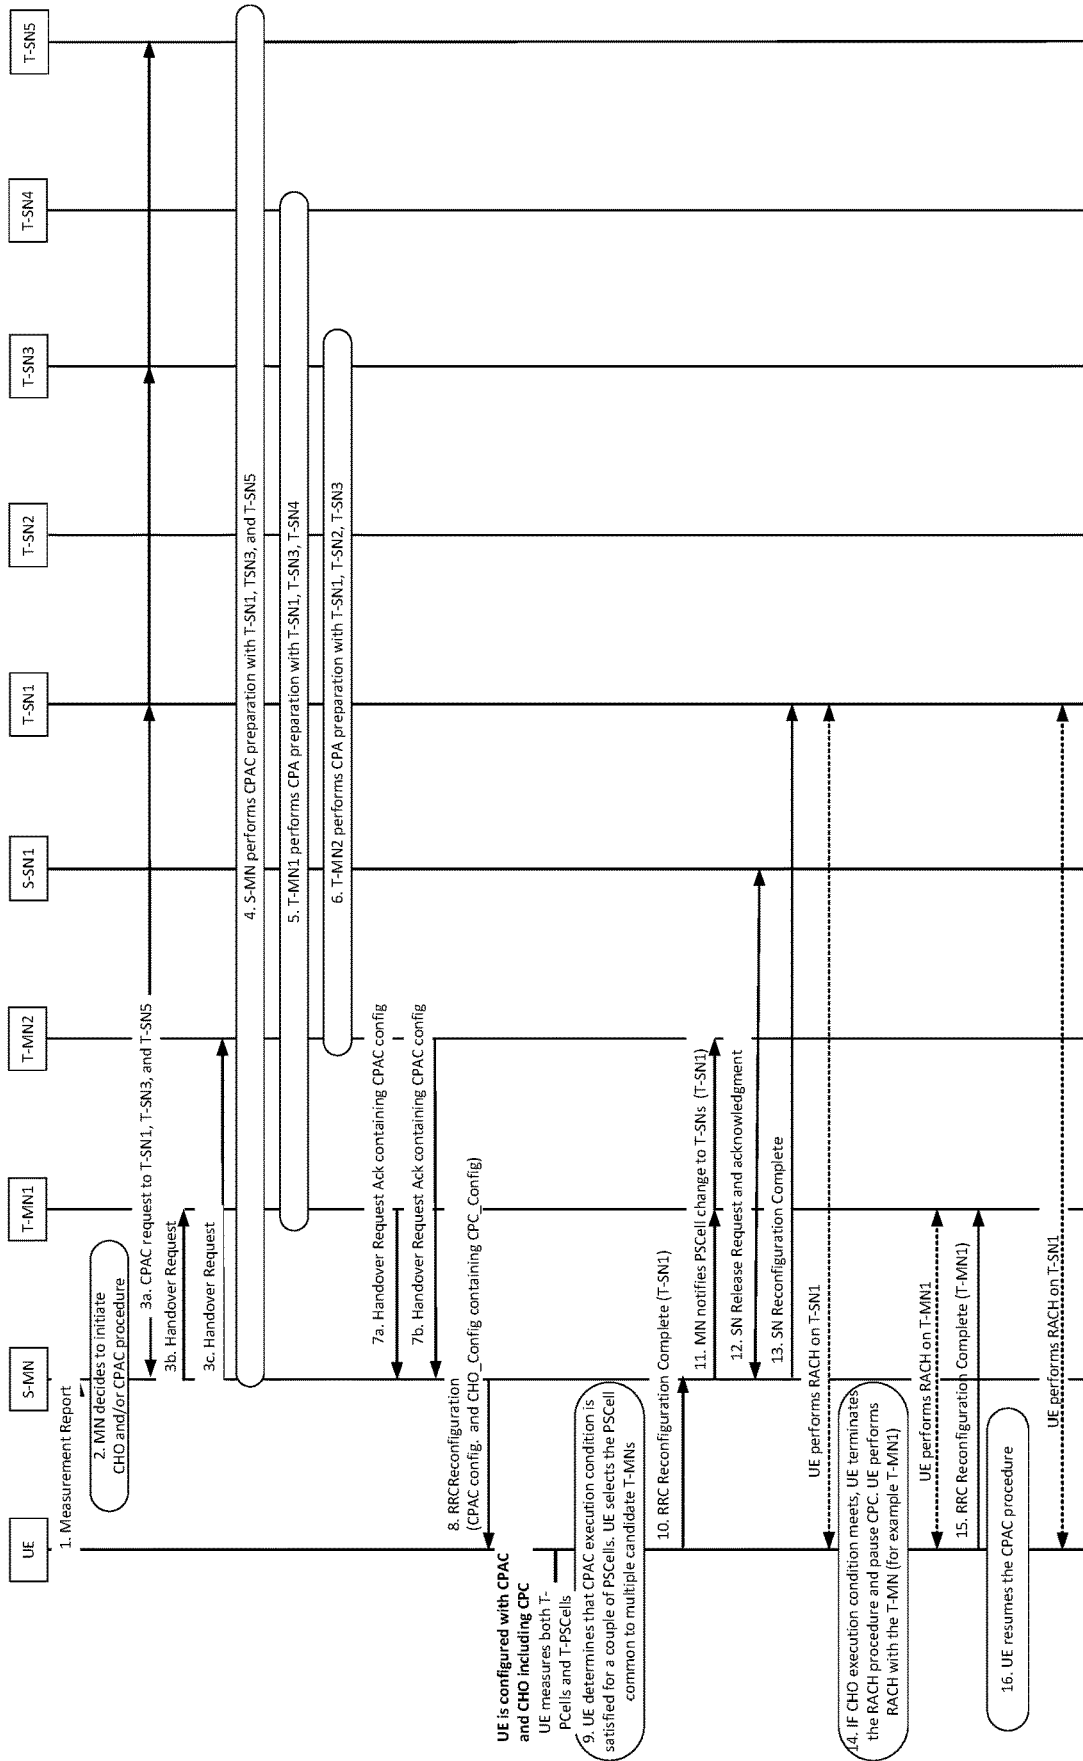 UE
S-MN
T-MN1
T-MN2
S-SN1
T-SN1
T-SN2
T-SN3
T-SN4
T-SN5
1. Measurement Report
2. MN decides to initiate
CHO and/or CPAC procedure
3a. CPAC request to T-SN1, T-SN3, and T-SN5
3b. Handover Request
3c. Handover Request
4. S-MN performs CPAC preparation with T-SN1, TSN3, and T-SN5
5. T-MN1 performs CPA preparation with T-SN1, T-SN3, T-SN4
6. T-MN2 performs CPA preparation with T-SN1, T-SN2, T-SN3
7a. Handover Request Ack containing CPAC config
7b. Handover Request Ack containing CPAC config
8. RRCReconfiguration
(CPAC config. and CHO_Config containing CPC_Config)
UE is configured with CPAC
and CHO including CPC
UE measures both T-
PCells and T-PSCells
9. UE determines that CPAC execution condition is
satisfied for a couple of PSCells. UE selects the PSCell
common to multiple candidate T-MNs
10. RRC Reconfiguration Complete (T-SN1)
11. MN notifies PSCell change to T-SNs (T-SN1)
12. SN Release Request and acknowledgment
13. SN Reconfiguration Complete
UE performs RACH on T-SN1
14. IF CHO execution condition meets, UE terminates
the RACH procedure and pause CPC. UE performs
RACH with the T-MN (for example T-MN1)
UE performs RACH on T-MN1
15. RRC Reconfiguration Complete (T-MN1)
16. UE resumes the CPAC procedure
UE performs RACH on T-SN1